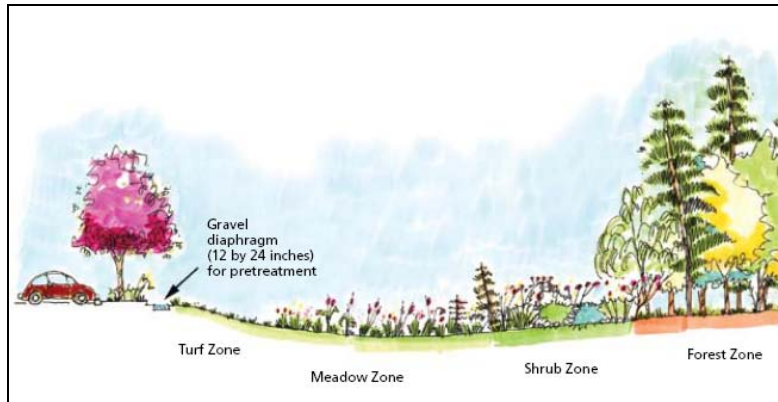 Gravel
diaphragm
(12 by 24 inches)
for pretreatment
Turf Zone
Meadow Zone
Shrub Zone
Forest Zone